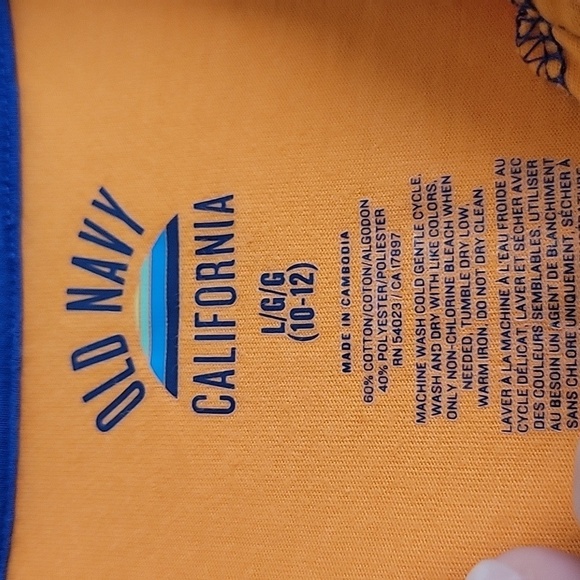 OLD NAVY
CALIFORNIA
L/G/G
(10-12)
MADE IN CAMBODIA
60% COTTON/COTON/ALGODON
40% POLYESTER/POLIESTER
RN 54023 / CA 17897
MACHINE WASH COLD GENTLE CYCLE.
WASH AND DRY WITH LIKE COLORS.
ONLY NON-CHLORINE BLEACH WHEN
NEEDED. TUMBLE DRY LOW.
WARM IRON. DO NOT DRY CLEAN.
LAVER À LA MACHINE À L'EAU FROIDE AU
CYCLE DÉLICAT. LAVER ET SÉCHER AVEC
DES COULEURS SEMBLABLES. UTILISER
AU BESOIN UN AGENT DE BLANCHIMENT
SANS CHLORE UNIQUEMENT. SÉCHER À